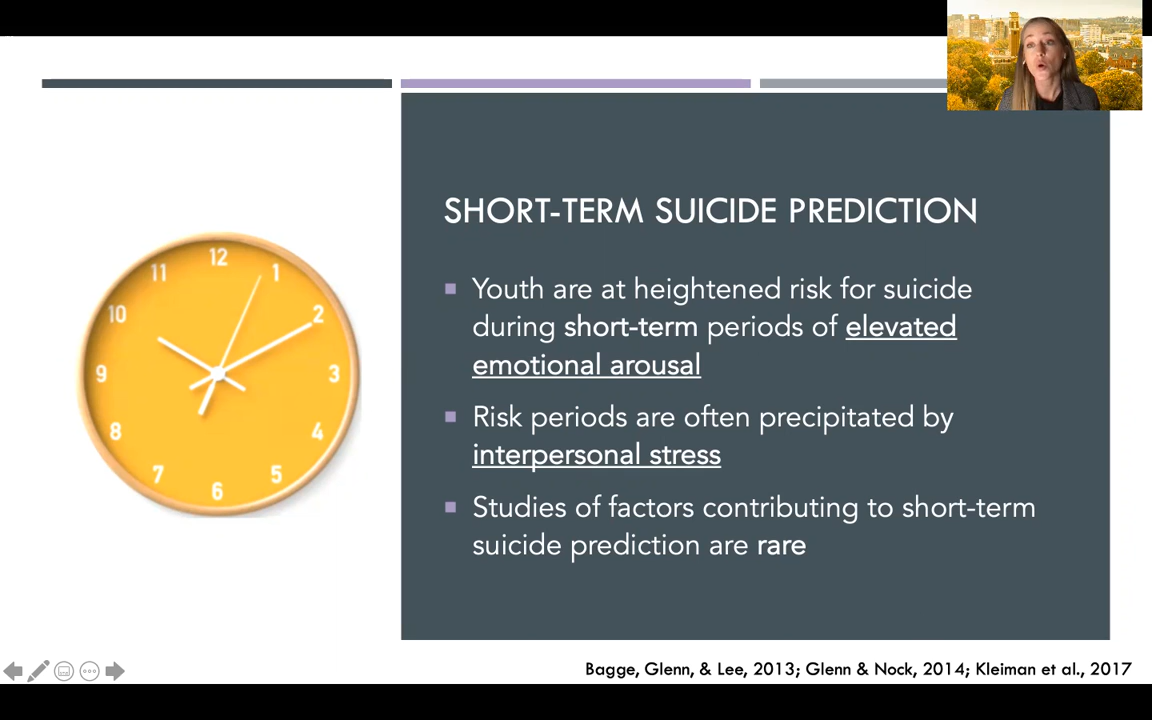 SHORT-TERM SUICIDE PREDICTION
Youth are at heightened risk for suicide
during short-term periods of elevated
emotional arousal
Risk periods are often precipitated by
interpersonal stress
Studies of factors contributing to short-term
suicide prediction are rare
12
11 1
10 2
9 3
8 4
7 5
6
Bagge, Glenn, & Lee, 2013; Glenn & Nock, 2014; Kleiman et al., 2017